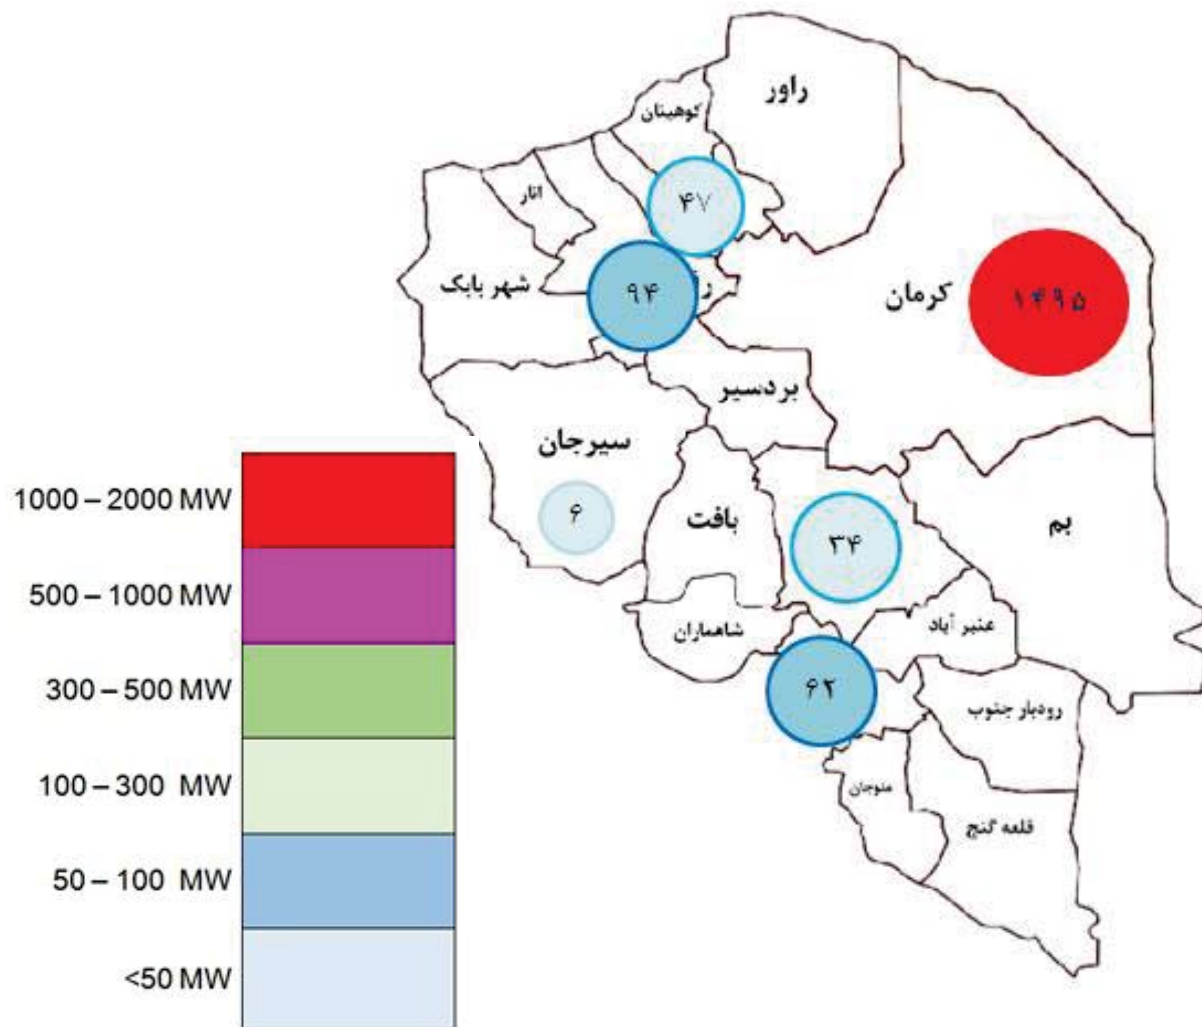 راور
کوهبنان
انار
۴۷
شهر بابک
۹۴
کرمان
۱۴۹۵
بردسیر
سیرجان
۶
بافت
۳۴
بم
شاهماران
عنبر آباد
۶۲
رودبار جنوب
منوجان
قلعه گنج
1000 – 2000 MW
500 – 1000 MW
300 – 500 MW
100 – 300 MW
50 – 100 MW
<50 MW